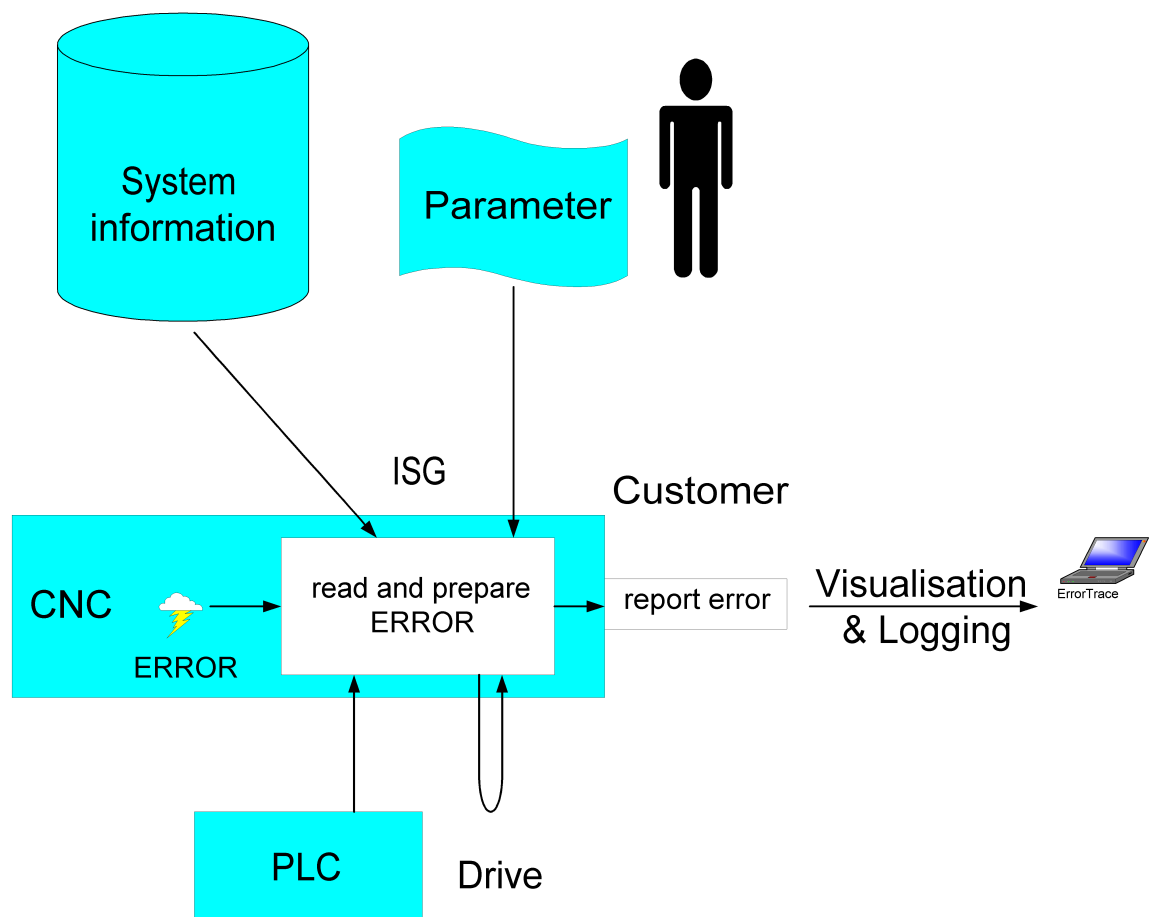 System
information
Parameter
ISG
Customer
CNC
ERROR
read and prepare
ERROR
report error
Visualisation
& Logging
ErrorTrace
PLC
Drive